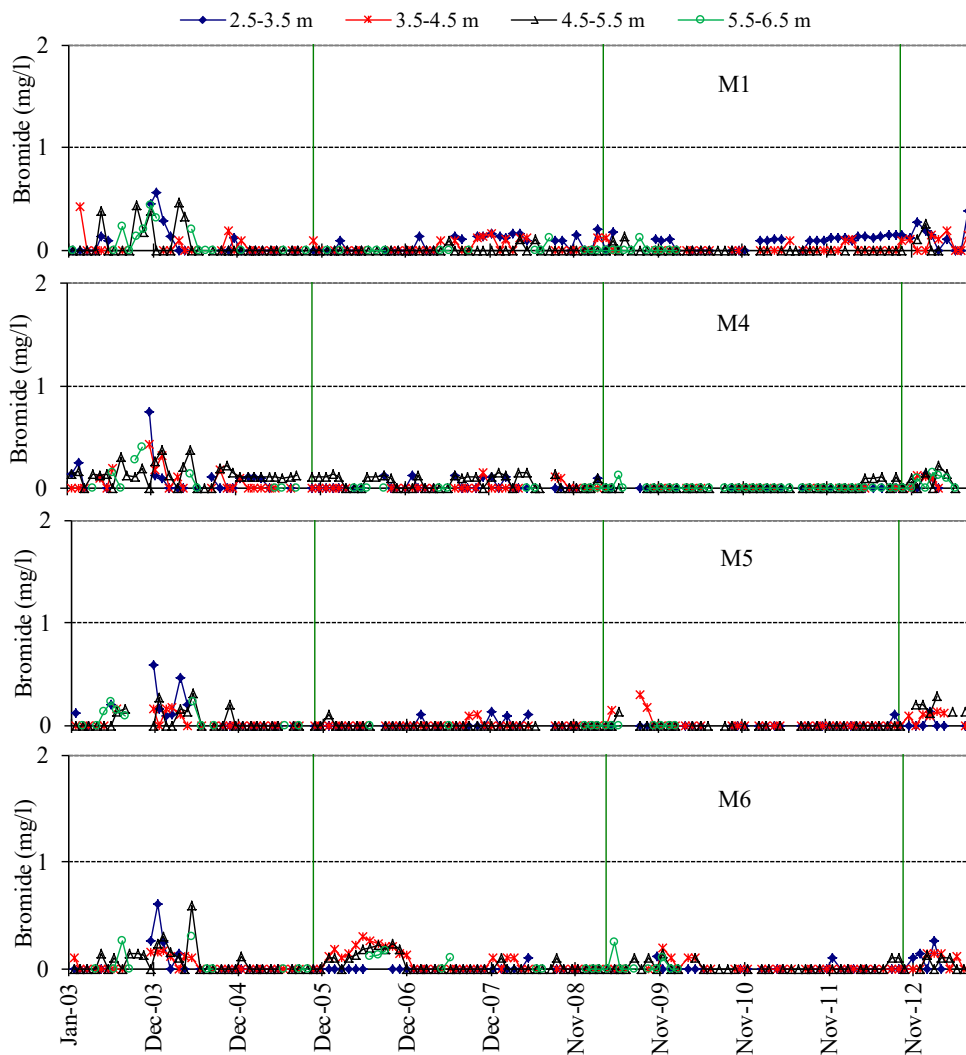 2.5-3.5 m 3.5-4.5 m 4.5-5.5 m 5.5-6.5 m
Bromide (mg/l)
2
1
0
M1
Bromide (mg/l)
2
1
0
M4
Bromide (mg/l)
2
1
0
M5
Bromide (mg/l)
2
1
0
M6
Jan-03 Dec-03 Dec-04 Dec-05 Dec-06 Dec-07 Nov-08 Nov-09 Nov-10 Nov-11 Nov-12